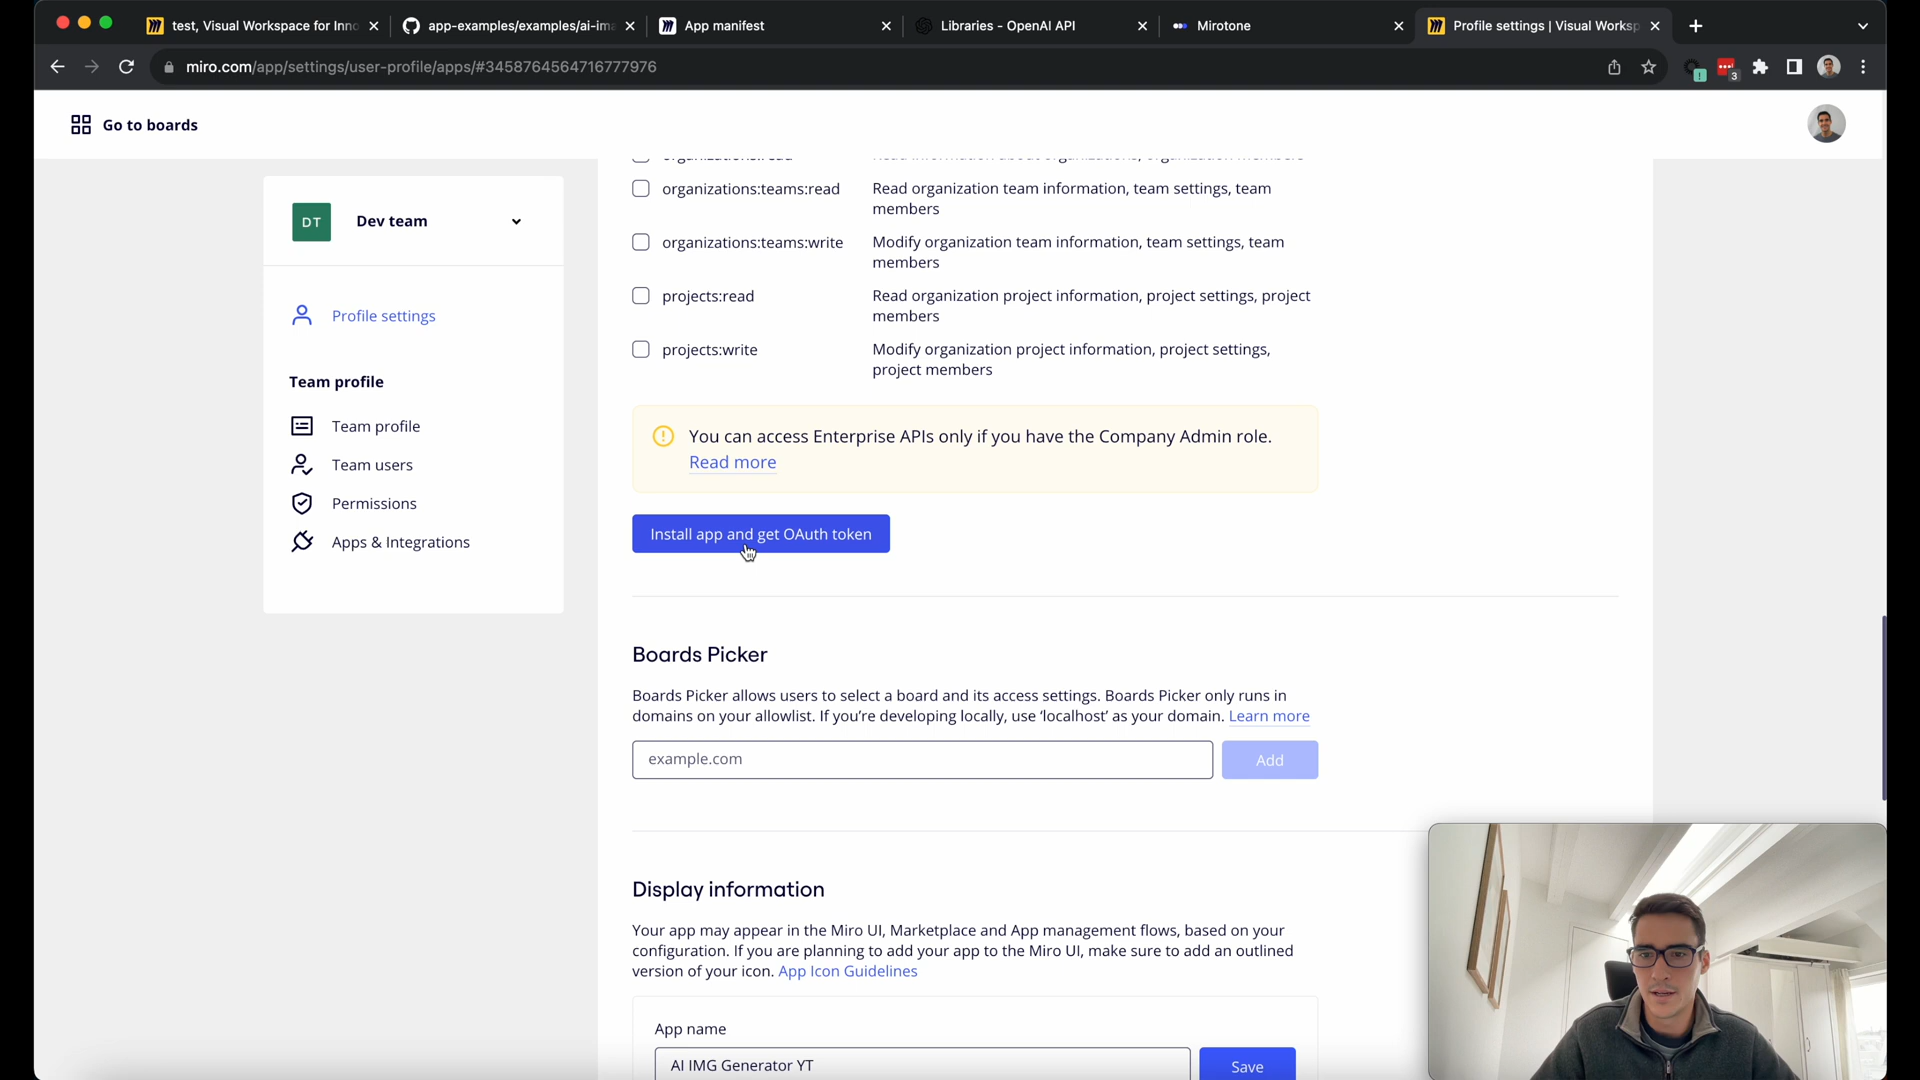 test, Visual Workspace for Inno
app-examples/examples/ai-ima
App manifest
Libraries - OpenAI API
Mirotone
Profile settings | Visual Worksp
miro.com/app/settings/user-profile/apps/#3458764564716777976
3
Go to boards
DT
Dev team
Profile settings
Team profile
Team profile
Team users
Permissions
Apps & Integrations
organizations:teams:read
Read organization team information, team settings, team
members
organizations:teams:write
Modify organization team information, team settings, team
members
projects:read
Read organization project information, project settings, project
members
projects:write
Modify organization project information, project settings,
project members
You can access Enterprise APIs only if you have the Company Admin role.
Read more
Install app and get OAuth token
Boards Picker
Boards Picker allows users to select a board and its access settings. Boards Picker only runs in
domains on your allowlist. If you're developing locally, use 'localhost' as your domain. Learn more
example.com
Add
Display information
Your app may appear in the Miro UI, Marketplace and App management flows, based on your
configuration. If you are planning to add your app to the Miro UI, make sure to add an outlined
version of your icon. App Icon Guidelines
App name
AI IMG Generator YT
Save